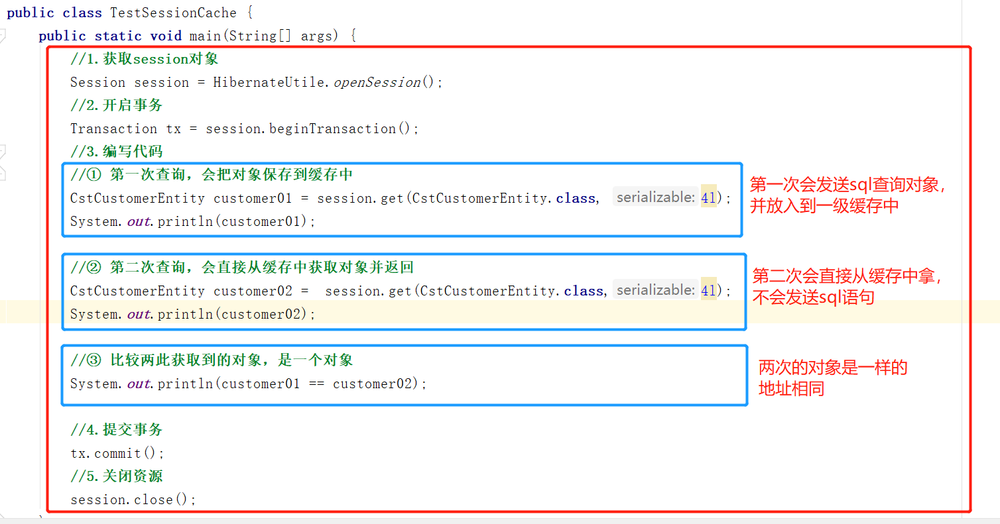 public class TestSessionCache {
public static void main(String[] args) {
//1.获取session对象
Session session = HibernateUtile.openSession();
//2.开启事务
Transaction tx = session.beginTransaction();
//3.编写代码
//① 第一次查询，会把对象保存到缓存中
CstCustomerEntity customer01 = session.get(CstCustomerEntity.class, serializable: 4l);
System.out.println(customer01);
第一次会发送sql查询对象，
并放入到一级缓存中
//② 第二次查询，会直接从缓存中获取对象并返回
CstCustomerEntity customer02 = session.get(CstCustomerEntity.class, serializable: 4l);
System.out.println(customer02);
第二次会直接从缓存中拿，
不会发送sql语句
//③ 比较两此获取到的对象，是一个对象
System.out.println(customer01 == customer02);
两次的对象是一样的
地址相同
//4.提交事务
tx.commit();
//5.关闭资源
session.close();